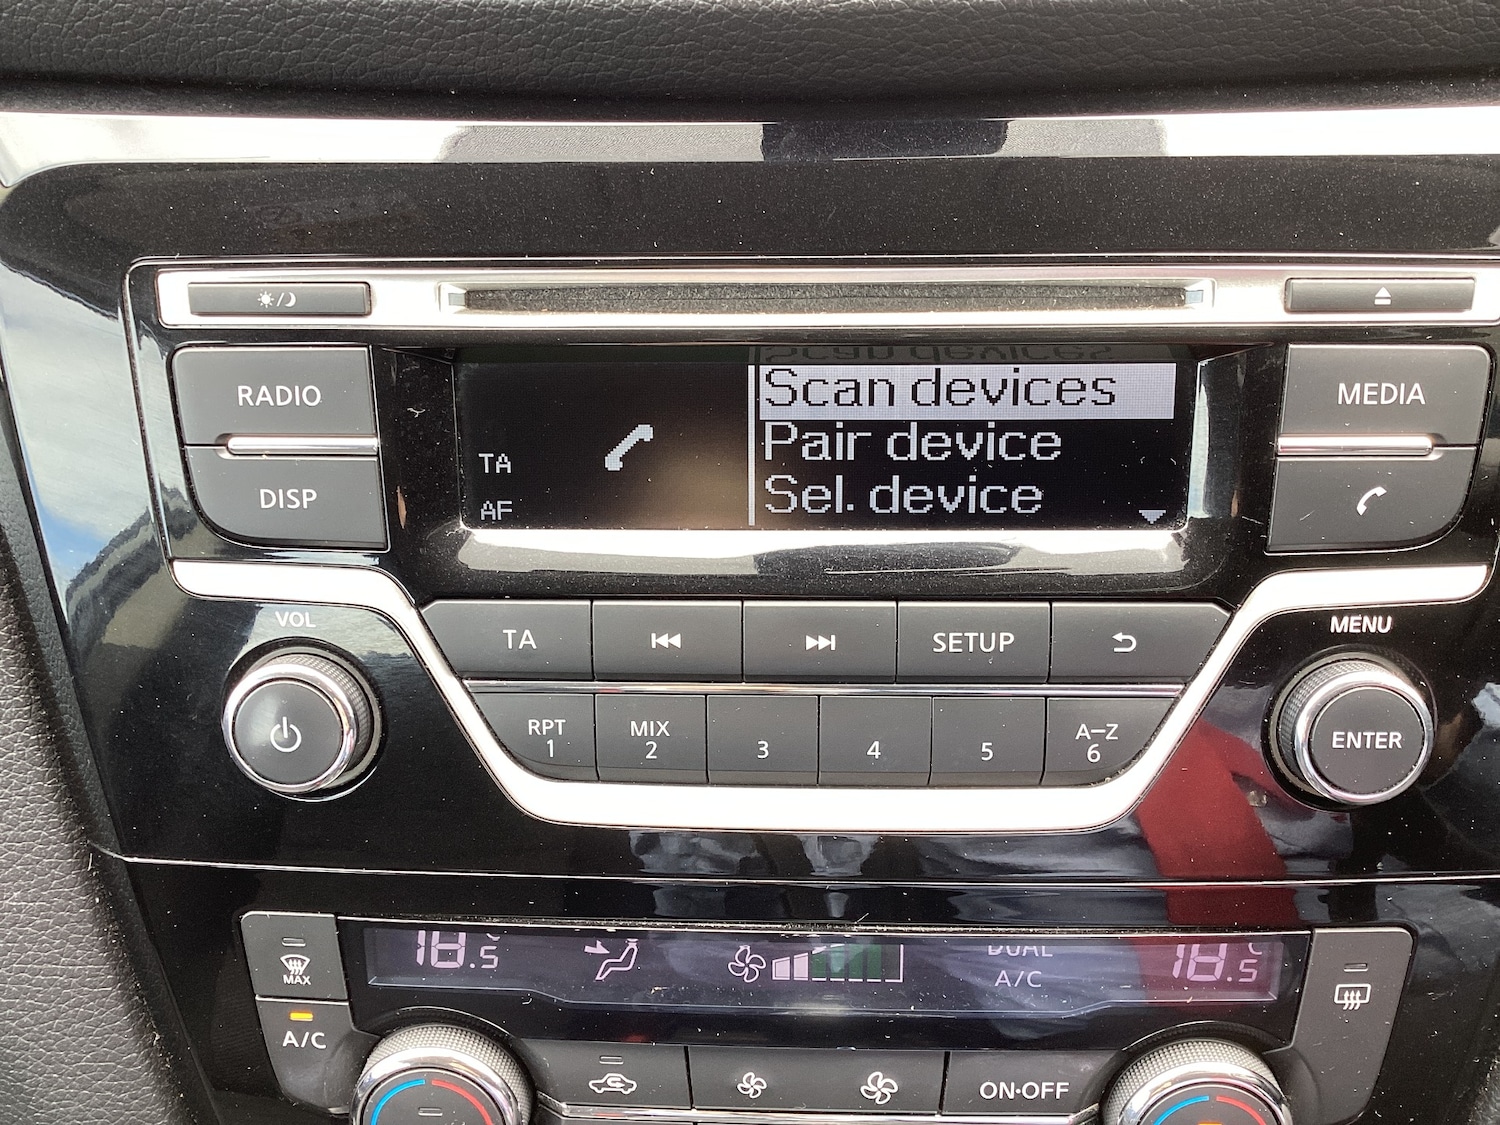 RADIO
DISP
TA
AF
Scan devices
Pair device
Sel. device
MEDIA
VOL
TA
SETUP
MENU
ENTER
RPT
1
MIX
2
3
4
5
A–Z
6
18.5°C
DUAL
A/C
18.5°C
MAX
A/C
ON·OFF